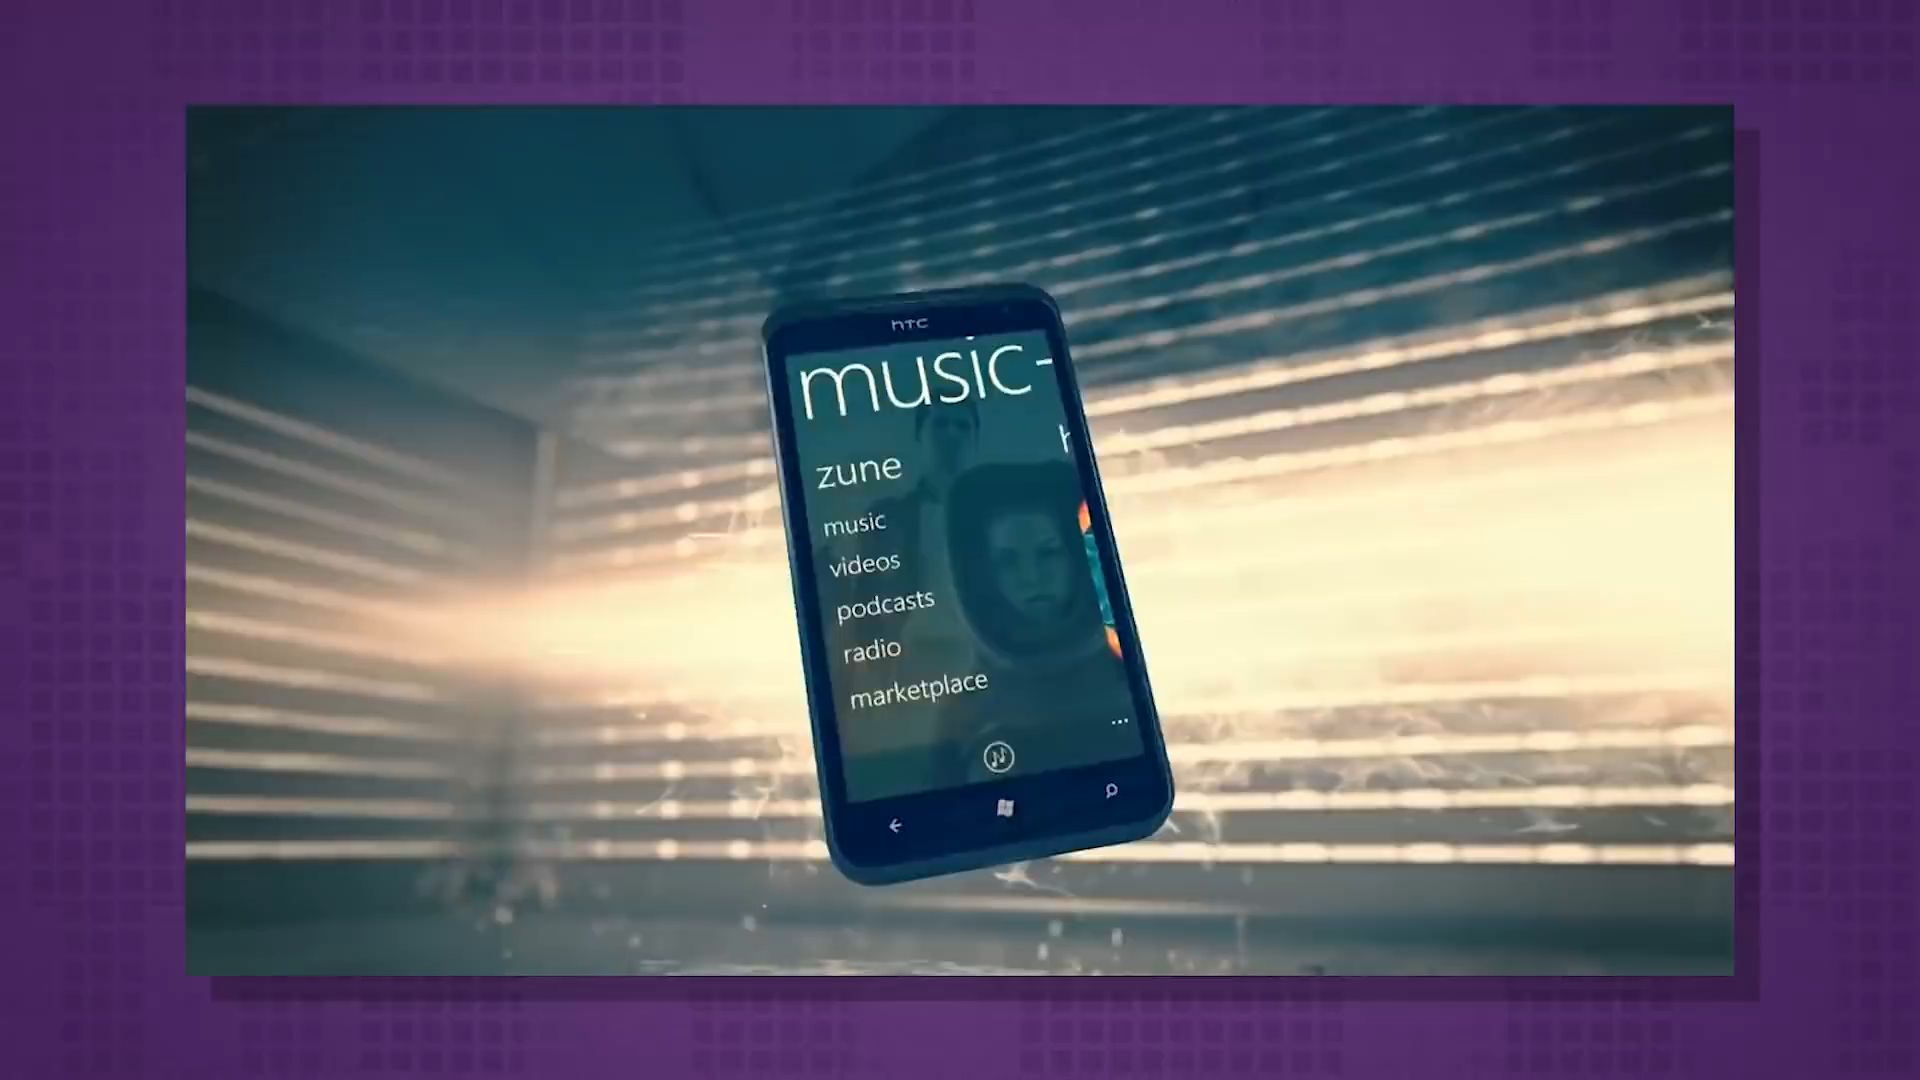 hTC
music-
zune
music
videos
podcasts
radio
marketplace